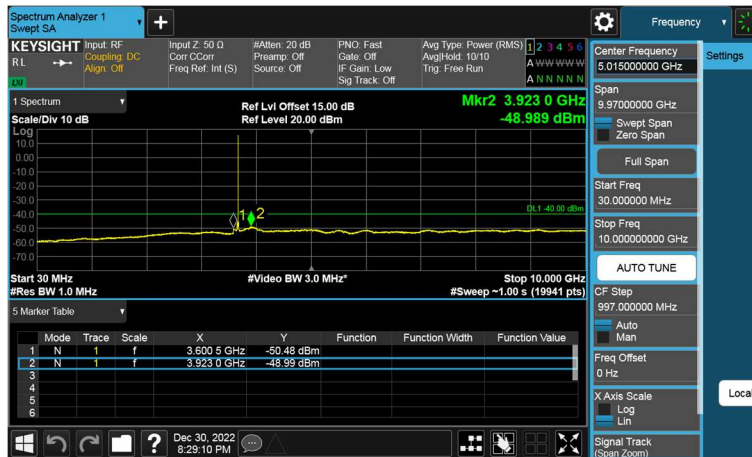 Spectrum Analyzer 1
Swept SA
Frequency
KEYSIGHT
RL
Input: RF
Coupling: DC
Align: Off
Input Z: 50 Ω
Corr CCorr
Freq Ref: Int (S)
#Atten: 20 dB
Preamp: Off
Source: Off
PNO: Fast
Gate: Off
IF Gain: Low
Sig Track: Off
Avg Type: Power (RMS)
Avg|Hold: 10/10
Trig: Free Run
1 2 3 4 5 6
A W W W W W
A N N N N N
1 Spectrum
Scale/Div 10 dB
Ref Lvl Offset 15.00 dB
Ref Level 20.00 dBm
Mkr2 3.923 0 GHz
-48.989 dBm
Log
10.0
0.00
-10.0
-20.0
-30.0
-40.0
-50.0
-60.0
-70.0
DL1 -40.00 dBm
1
2
Start 30 MHz
#Res BW 1.0 MHz
#Video BW 3.0 MHz*
Stop 10.000 GHz
#Sweep ~1.00 s (19941 pts)
5 Marker Table
Mode Trace Scale X Y Function Function Width Function Value
1 N 1 f 3.600 5 GHz -50.48 dBm
2 N 1 f 3.923 0 GHz -48.99 dBm
3
4
5
6
Dec 30, 2022
8:29:10 PM
Center Frequency
5.015000000 GHz
Settings
Span
9.97000000 GHz
Swept Span
Zero Span
Full Span
Start Freq
30.000000 MHz
Stop Freq
10.000000000 GHz
AUTO TUNE
CF Step
997.000000 MHz
Auto
Man
Freq Offset
0 Hz
X Axis Scale
Log
Lin
Local
Signal Track
(Span Zoom)